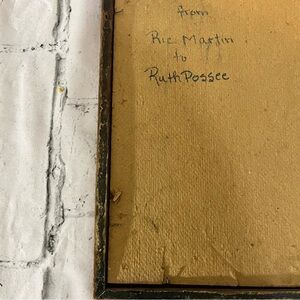 from
Ric Martin
to
Ruth Possee